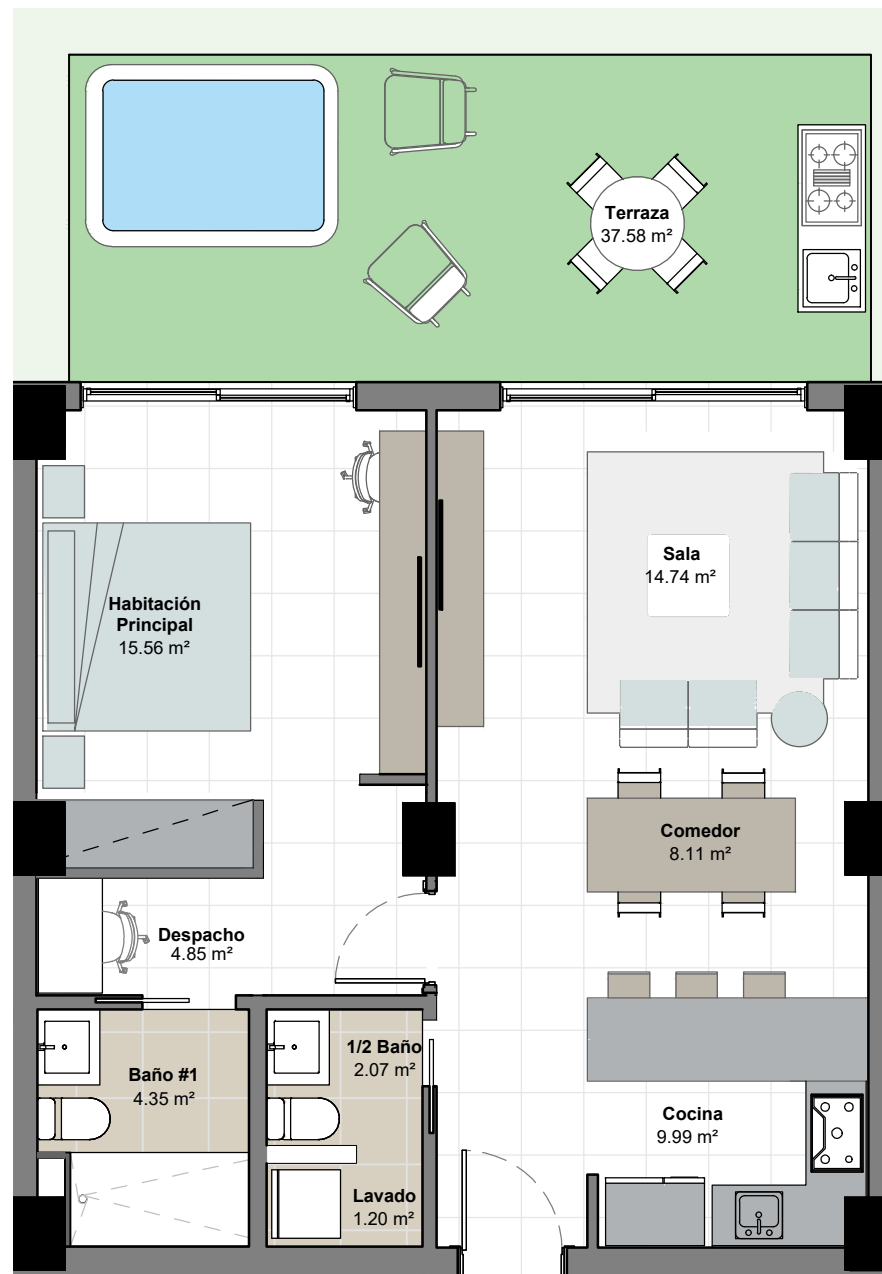 Terraza
37.58 m²
Sala
14.74 m²
Habitación
Principal
15.56 m²
Comedor
8.11 m²
Despacho
4.85 m²
1/2 Baño
2.07 m²
Baño #1
4.35 m²
Cocina
9.99 m²
Lavado
1.20 m²